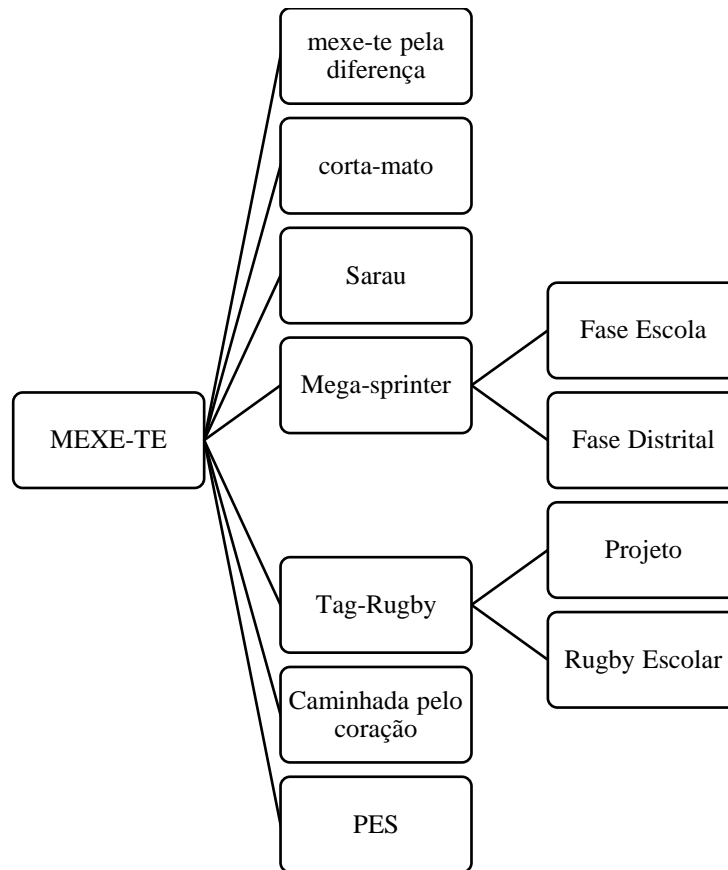 MEXE-TE
mexe-te pela
diferença
corta-mato
Sarau
Mega-sprinter
Fase Escola
Fase Distrital
Tag-Rugby
Projeto
Rugby Escolar
Caminhada pelo
coração
PES